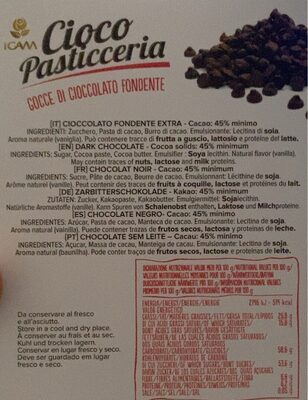 ICAM
Cioco
Pasticceria
GOCCE DI CIOCCOLATO FONDENTE
[IT] CIOCCOLATO FONDENTE EXTRA - Cacao: 45% minimo
INGREDIENTI: Zucchero, Pasta di cacao, Burro di cacao. Emulsionante: Lecitina di soia.
Aroma naturale (vaniglia). Può contenere tracce di frutta a guscio, lattosio e proteine del latte.
[EN] DARK CHOCOLATE - Cocoa solids: 45% minimum
INGREDIENTS: Sugar, Cocoa paste, Cocoa butter. Emulsifier: Soya lecithin. Natural flavor (vanilla).
May contain traces of nuts, lactose and milk proteins.
[FR] CHOCOLAT NOIR - Cacao: 45% minimum
INGREDIENTS: Sucre, Pâte de cacao, Beurre de cacao. Emulsifiant: Lécithine de soja.
Arôme naturel (vanille). Peut contenir des traces de fruits à coquille, lactose et protéines de lait.
[DE] ZARBITTERSCHOKOLADE - Kakao: 45% minimum
ZUTATEN: Zucker, Kakaopaste, Kakaobutter. Emulgiermittel: Sojalecithin.
Natürliche Aromastoffe (vanille). Kann Spuren von Schalenobst enthalten, Laktose und Milchproteine.
[ES] CHOCOLATE NEGRO- Cacao: 45% minimo
INGREDIENTES: Azúcar, Pasta de cacao, Manteca de cacao. Emulsionante: Lecitina de soja.
Aroma natural (vanilla). Puede conter trazas de frutos secos, lactosa y proteínas de leche.
[PT] CHOCOLATE SEM LEITE - Cacau: 45% minimo
INGREDIENTES: Açucar, Massa de cacau, Manteiga de cacau. Emulsionante: Lecitina de soja.
Aroma natural (baunilha). Pode conter traças de frutos secos, lactose e proteínas do leite.
Da conservare al fresco
e all'asciutto.
Store in a cool and dry place.
À conserver au frais et au sec.
Kuhl und trocken lagern.
Conservar en lugar fresco y seco.
Deve ser guardado em lugar
fresco e seco.